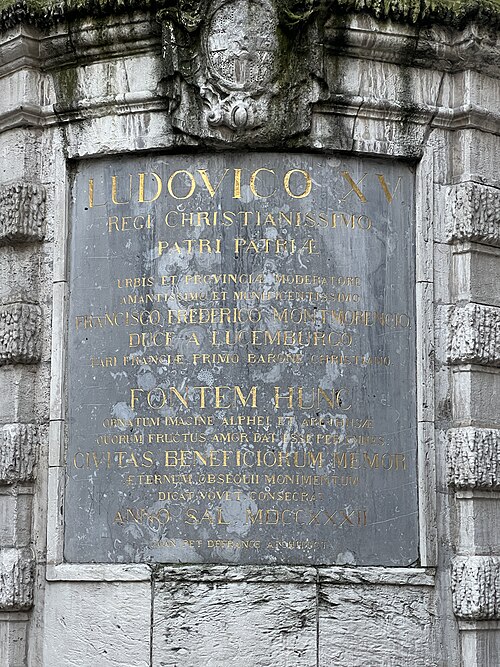 LUDOVICO XV
REGI CHRISTIANISSIMO
PATRI PATRIÆ
URBIS ET PROVINCIÆ MODERATORE
AMANTISSIMO ET MUNIFICENTISSIMO
FRANCISCO FREDERICO MONTMORENCIO
DUCE A LUCEMBURGO
PARI FRANCIÆ PRIMO BARONE CHRISTIANO
FONTEM HUNC
ORNATUM IMAGINE ALPHEI ET ARETHUSÆ
QUORUM FRUCTUS AMOR DAT ESSE
CIVITAS BENEFICIORUM MEMOR
ÆTERNUM OBSEQUII MONIMENTUM
DICAT VOVET CONSECRAT
ANNO SAL MDCCXXXII
DEFRANCE